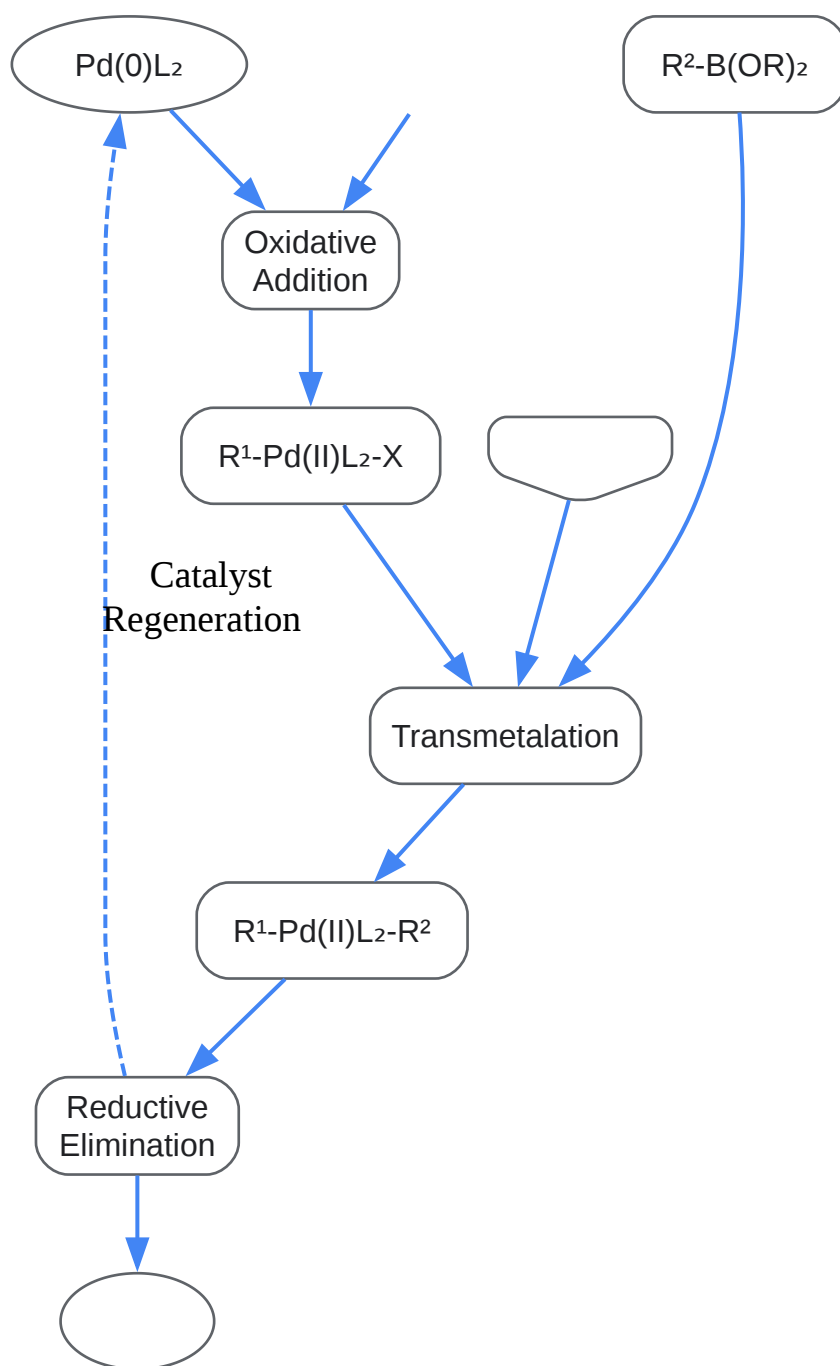 Pd(0)L₂
R²-B(OR)₂
Oxidative
Addition
R¹-Pd(II)L₂-X
Catalyst
Regeneration
Transmetalation
R¹-Pd(II)L₂-R²
Reductive
Elimination